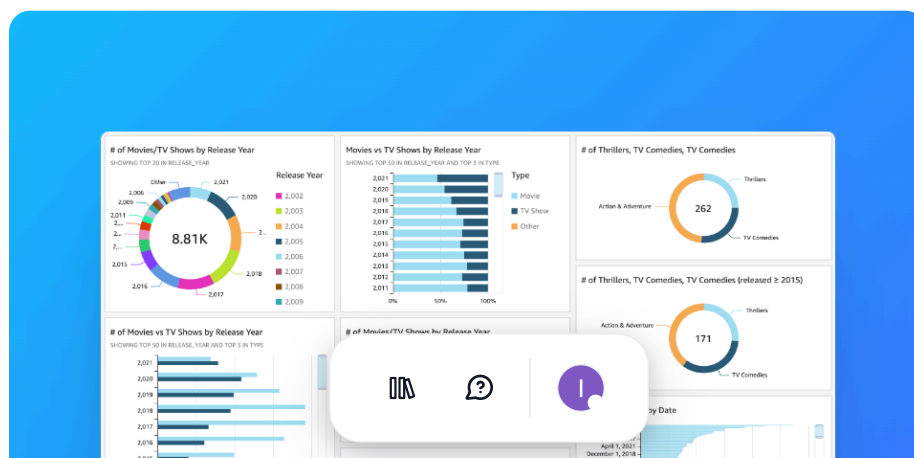 # of Movies/TV Shows by Release Year
SHOWING TOP 20 IN RELEASE_YEAR
Other
2,021
2,006
2,020
2,009
2,011
2,...
2...
2,...
2,...
2,...
2,015
2,018
2,016
2,017
8.81K
Release Year
2,002
2,003
2,004
2,005
2,006
2,007
2,008
2,009
Movies vs TV Shows by Release Year
SHOWING TOP 50 IN RELEASE_YEAR AND TOP 3 IN TYPE
2,021
2,020
2,019
2,018
2,017
2,016
2,015
2,014
2,013
2,012
2,011
0%
50%
100%
Type
Movie
TV Show
Other
# of Thrillers, TV Comedies, TV Comedies
Thrillers
Action & Adventure
262
TV Comedies
# of Thrillers, TV Comedies, TV Comedies (released ≥ 2015)
Thrillers
Action & Adventure
171
TV Comedies
# of Movies vs TV Shows by Release Year
SHOWING TOP 50 IN RELEASE_YEAR AND TOP 3 IN TYPE
2,021
2,020
2,019
2,018
2,017
2,016
# of Movies/TV Shows by Release Year
I
by Date
April 1, 2021
December 1, 2018